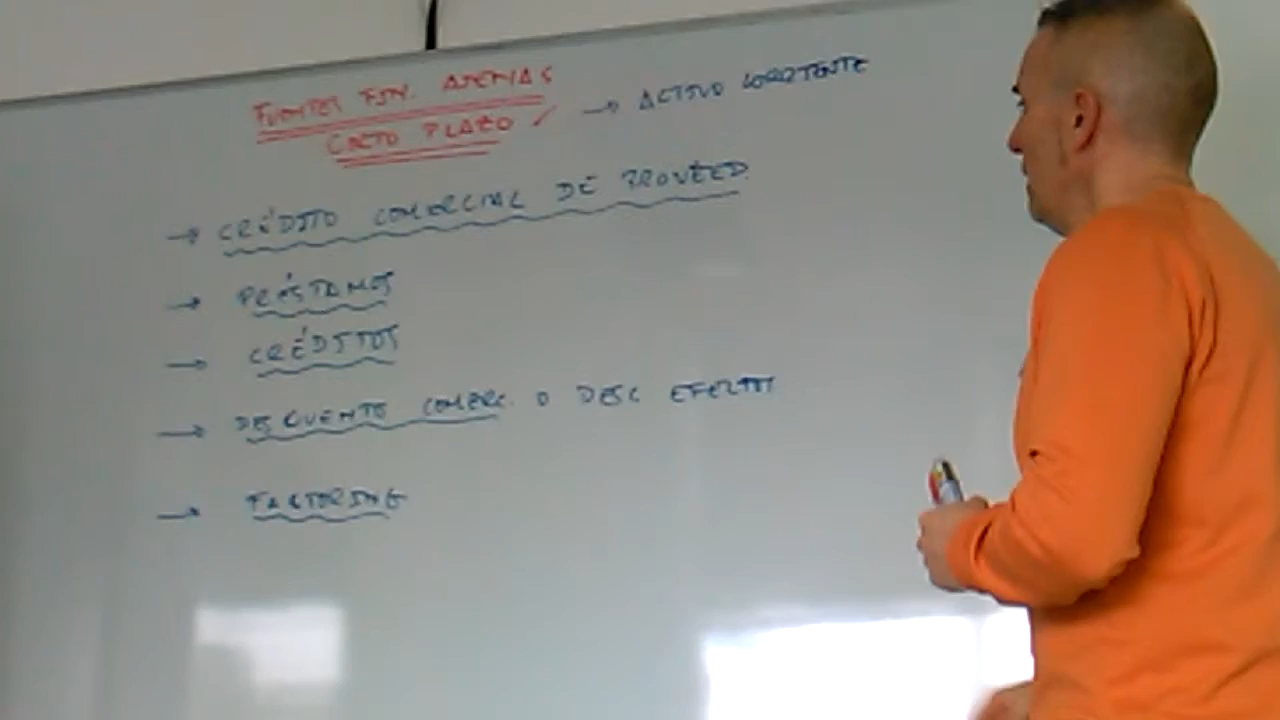 FUENTES FIN. AJENAS
CORTO PLAZO → ACTIVO CORRIENTE
→ CRÉDITO COMERCIAL DE PROVEED.
→ PRÉSTAMOS
→ CRÉDITOS
→ DESCUENTO COMERC. O DESC EFECTOS
→ FACTORING